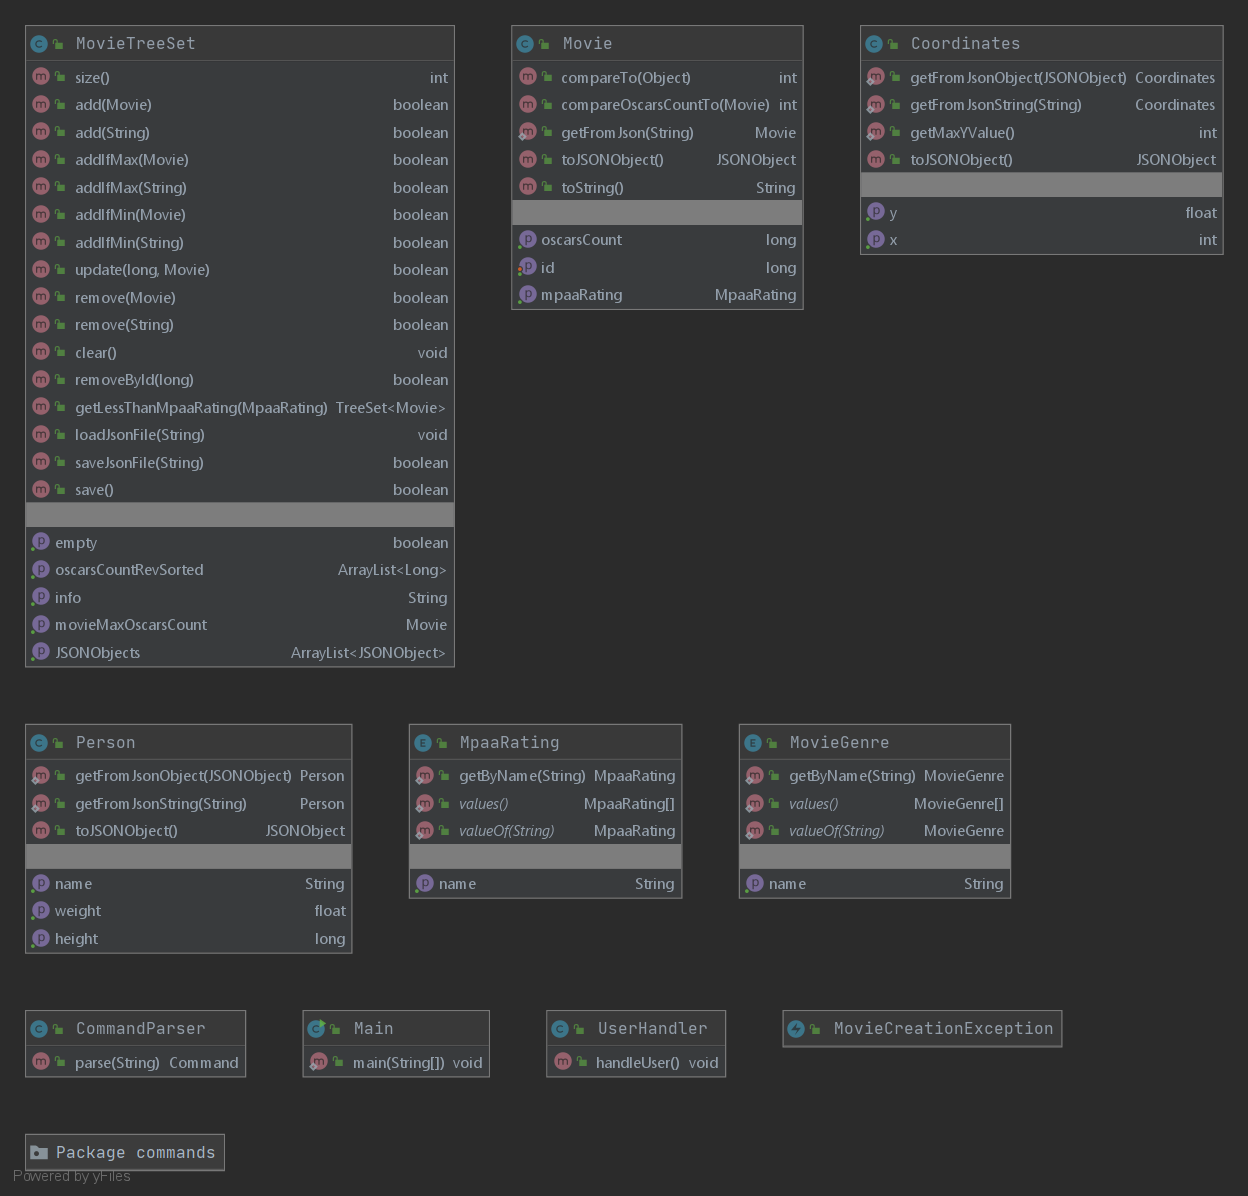 MovieTreeSet
size() int
add(Movie) boolean
add(String) boolean
addIfMax(Movie) boolean
addIfMax(String) boolean
addIfMin(Movie) boolean
addIfMin(String) boolean
update(long, Movie) boolean
remove(Movie) boolean
remove(String) boolean
clear() void
removeById(long) boolean
getLessThanMpaaRating(MpaaRating) TreeSet<Movie>
loadJsonFile(String) void
saveJsonFile(String) boolean
save() boolean
empty boolean
oscarsCountRevSorted ArrayList<Long>
info String
movieMaxOscarsCount Movie
JSONObjects ArrayList<JSONObject>
Movie
compareTo(Object) int
compareOscarsCountTo(Movie) int
getFromJson(String) Movie
toJSONObject() JSONObject
toString() String
oscarsCount long
id long
mpaaRating MpaaRating
Coordinates
getFromJsonObject(JSONObject) Coordinates
getFromJsonString(String) Coordinates
getMaxYValue() int
toJSONObject() JSONObject
y float
x int
Person
getFromJsonObject(JSONObject) Person
getFromJsonString(String) Person
toJSONObject() JSONObject
name String
weight float
height long
MpaaRating
getByName(String) MpaaRating
values() MpaaRating[]
valueOf(String) MpaaRating
name String
MovieGenre
getByName(String) MovieGenre
values() MovieGenre[]
valueOf(String) MovieGenre
name String
CommandParser
parse(String) Command
Main
main(String[]) void
UserHandler
handleUser() void
MovieCreationException
Package commands
Powered by yFiles